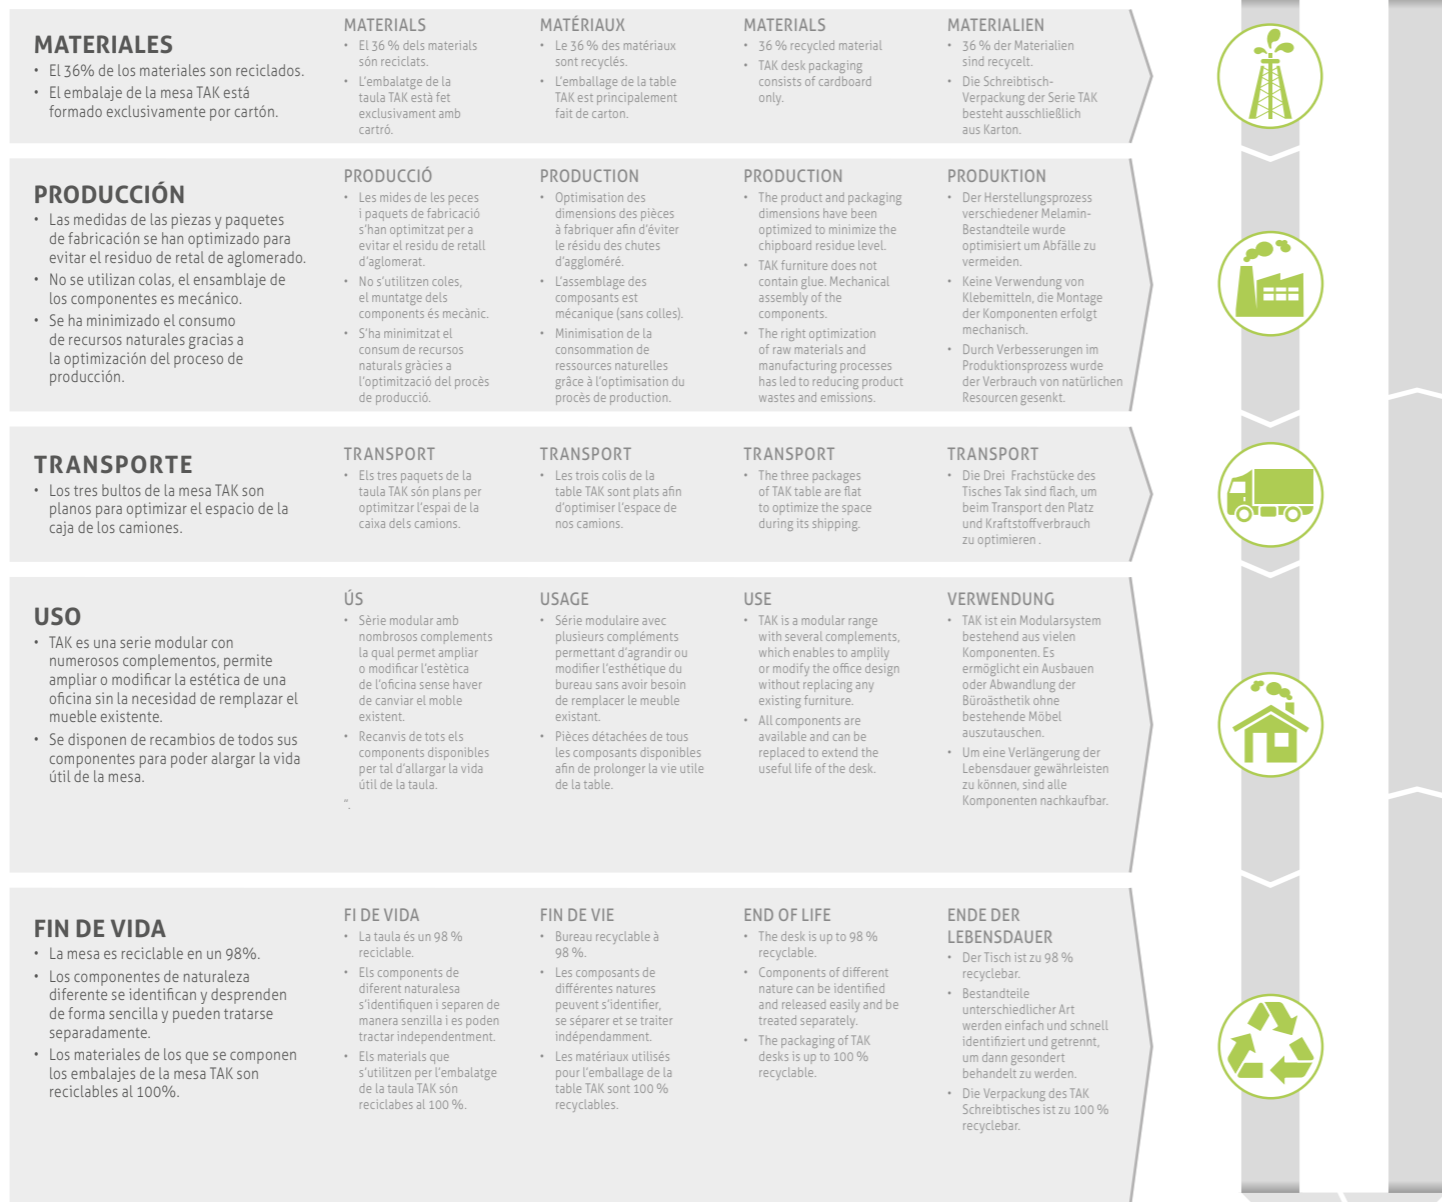 MATERIALES
• El 36% de los materiales son reciclados.
• El embalaje de la mesa TAK está
formado exclusivamente por cartón.
MATERIALS
• El 36 % dels materials
són reciclats.
• L'embalatge de la
taula TAK està fet
exclusivament amb
cartró.
MATÉRIAUX
• Le 36 % des matériaux
sont recyclés.
• L'emballage de la table
TAK est principalement
fait de carton.
MATERIALS
• 36 % recycled material
• TAK desk packaging
consists of cardboard
only.
MATERIALIEN
• 36 % der Materialien
sind recycelt.
• Die Schreibtisch-
Verpackung der Serie TAK
besteht ausschließlich
aus Karton.
PRODUCCIÓN
• Las medidas de las piezas y paquetes
de fabricación se han optimizado para
evitar el residuo de retal de aglomerado.
• No se utilizan colas, el ensamblaje de
los componentes es mecánico.
• Se ha minimizado el consumo
de recursos naturales gracias a
la optimización del proceso de
producción.
PRODUCCIÓ
• Les mides de les peces
i paquets de fabricació
s'han optimitzat per a
evitar el residu de retall
d'aglomerat.
• No s'utilitzen coles,
el muntatge dels
components és mecànic.
• S'ha minimitzat el
consum de recursos
naturals gràcies a
l'optimització del procès
de producció.
PRODUCTION
• Optimisation des
dimensions des pièces
à fabriquer afin d'éviter
le résidu des chutes
d'aggloméré.
• L'assemblage des
composants est
mécanique (sans colles).
• Minimisation de la
consommation de
ressources naturelles
grâce à l'optimisation du
procès de production.
PRODUCTION
• The product and packaging
dimensions have been
optimized to minimize the
chipboard residue level.
• TAK furniture does not
contain glue. Mechanical
assembly of the
components.
• The right optimization
of raw materials and
manufacturing processes
has led to reducing product
wastes and emissions.
PRODUKTION
• Der Herstellungsprozess
verschiedener Melamin-
Bestandteile wurde
optimisiert um Abfälle zu
vermeiden.
• Keine Verwendung von
Klebemitteln, die Montage
der Komponenten erfolgt
mechanisch.
• Durch Verbesserungen im
Produktionsprozess wurde
der Verbrauch von natürlichen
Resourcen gesenkt.
TRANSPORTE
• Los tres bultos de la mesa TAK son
planos para optimizar el espacio de la
caja de los camiones.
TRANSPORT
• Els tres paquets de la
taula TAK són plans per
optimitzar l'espai de la
caixa dels camions.
TRANSPORT
• Les trois colis de la
table TAK sont plats afin
d'optimiser l'espace de
nos camions.
TRANSPORT
• The three packages
of TAK table are flat
to optimize the space
during its shipping.
TRANSPORT
• Die Drei Frachstücke des
Tisches Tak sind flach, um
beim Transport den Platz
und Kraftstoffverbrauch
zu optimieren .
USO
• TAK es una serie modular con
numerosos complementos, permite
ampliar o modificar la estética de una
oficina sin la necesidad de remplazar el
mueble existente.
• Se disponen de recambios de todos sus
componentes para poder alargar la vida
útil de la mesa.
ÚS
• Sèrie modular amb
nombrosos complements
la qual permet ampliar
o modificar l'estètica
de l'oficina sense haver
de canviar el moble
existent.
• Recanvis de tots els
components disponibles
per tal d'allargar la vida
útil de la taula.
“.
USAGE
• Série modulaire avec
plusieurs compléments
permettant d'agrandir ou
modifier l'esthétique du
bureau sans avoir besoin
de remplacer le meuble
existant.
• Pièces détachées de tous
les composants disponibles
afin de prolonger la vie utile
de la table.
USE
• TAK is a modular range
with several complements,
which enables to amplily
or modify the office design
without replacing any
existing furniture.
• All components are
available and can be
replaced to extend the
useful life of the desk.
VERWENDUNG
• TAK ist ein Modularsystem
bestehend aus vielen
Komponenten. Es
ermöglicht ein Ausbauen
oder Abwandlung der
Büroästhetik ohne
bestehende Möbel
auszutauschen.
• Um eine Verlängerung der
Lebensdauer gewährleisten
zu können, sind alle
Komponenten nachkaufbar.
FIN DE VIDA
• La mesa es reciclable en un 98%.
• Los componentes de naturaleza
diferente se identifican y desprenden
de forma sencilla y pueden tratarse
separadamente.
• Los materiales de los que se componen
los embalajes de la mesa TAK son
reciclables al 100%.
FI DE VIDA
• La taula és un 98 %
reciclable.
• Els components de
diferent naturalesa
s'identifiquen i separen de
manera senzilla i es poden
tractar independentment.
• Els materials que
s'utilitzen per l'embalatge
de la taula TAK són
reciclabes al 100 %.
FIN DE VIE
• Bureau recyclable à
98 %.
• Les composants de
différentes natures
peuvent s'identifier,
se séparer et se traiter
indépendamment.
• Les matériaux utilisés
pour l'emballage de la
table TAK sont 100 %
recyclables.
END OF LIFE
• The desk is up to 98 %
recyclable.
• Components of different
nature can be identified
and released easily and be
treated separately.
• The packaging of TAK
desks is up to 100 %
recyclable.
ENDE DER
LEBENSDAUER
• Der Tisch ist zu 98 %
recyclebar.
• Bestandteile
unterschiedlicher Art
werden einfach und schnell
identifiziert und getrennt,
um dann gesondert
behandelt zu werden.
• Die Verpackung des TAK
Schreibtisches ist zu 100 %
recyclebar.